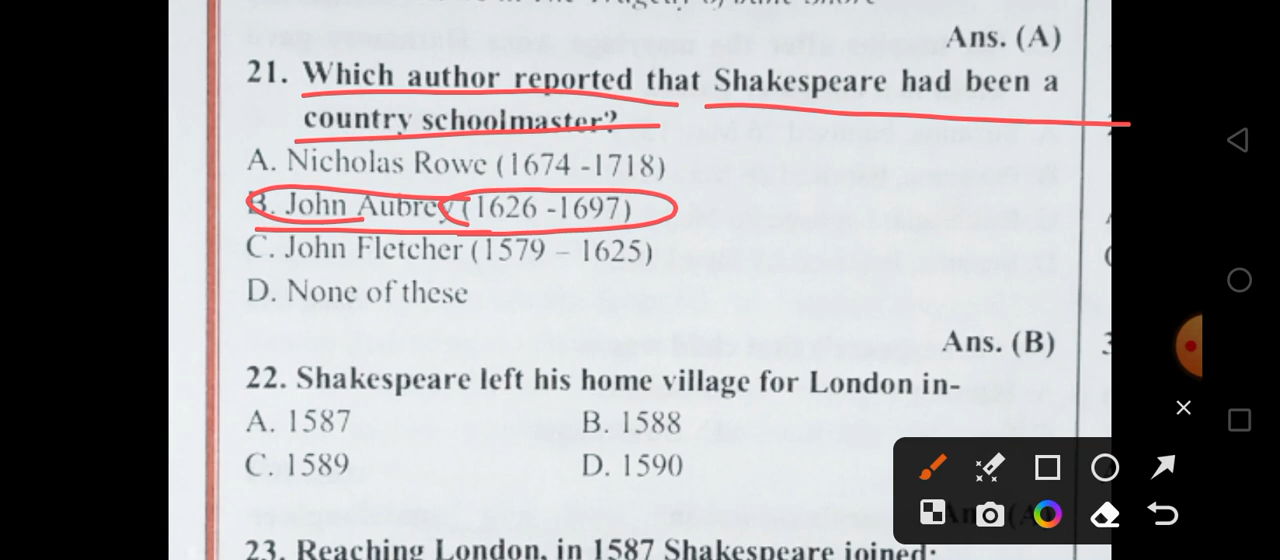 Ans. (A)
21. Which author reported that Shakespeare had been a
country schoolmaster?
A. Nicholas Rowe (1674 -1718)
B. John Aubrey (1626 -1697)
C. John Fletcher (1579 – 1625)
D. None of these
Ans. (B)
22. Shakespeare left his home village for London in-
A. 1587 B. 1588
C. 1589 D. 1590
23. Reaching London, in 1587 Shakespeare joined: